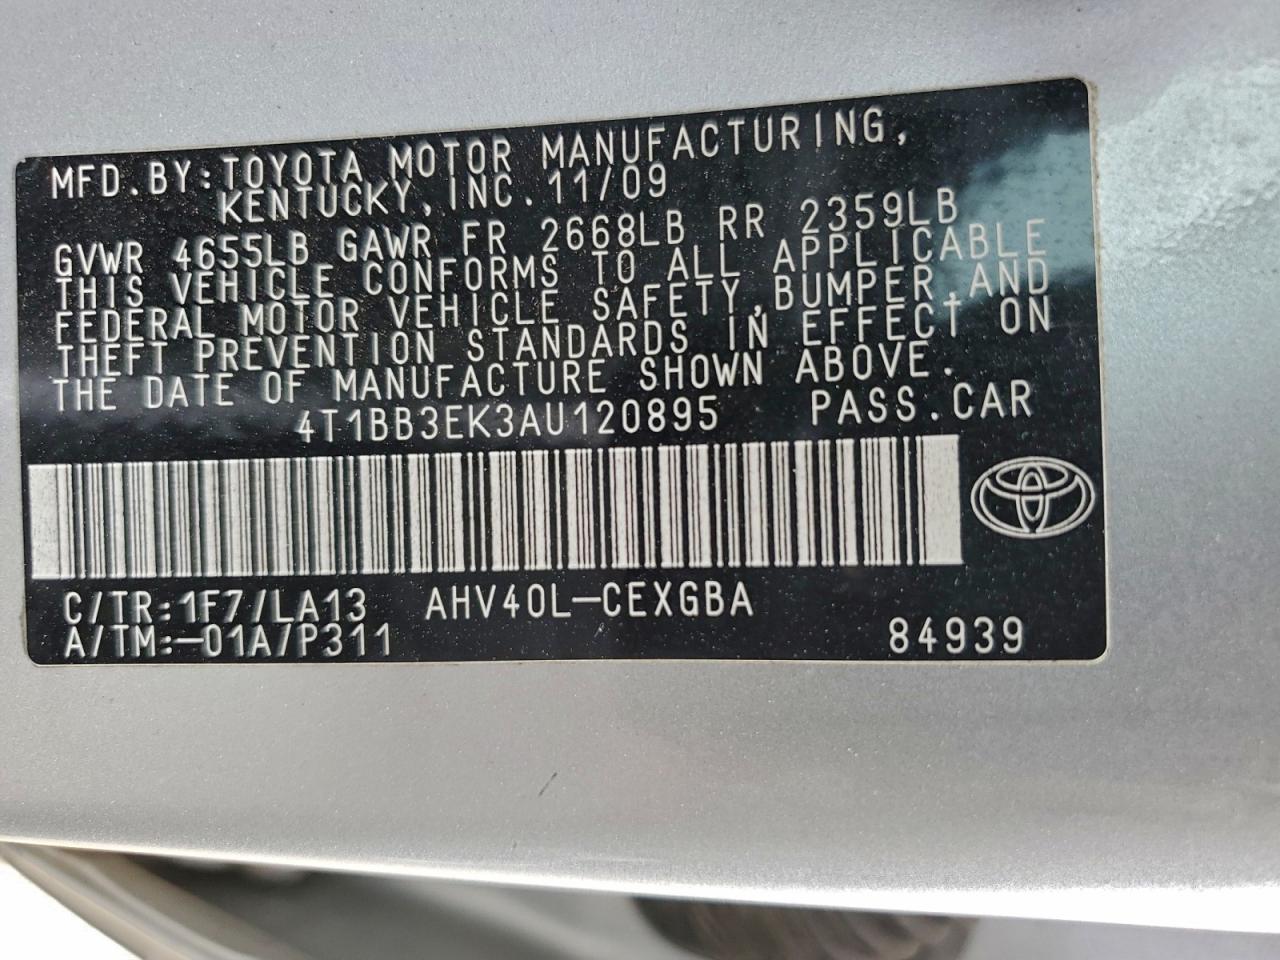 MFD.BY:TOYOTA MOTOR MANUFACTURING,
KENTUCKY,INC.11/09
GVWR 4655LB GAWR FR 2668LB RR 2359LB
THIS VEHICLE CONFORMS TO ALL APPLICABLE
FEDERAL MOTOR VEHICLE SAFETY,BUMPER,AND
THEFT PREVENTION STANDARDS IN EFFECT ON
THE DATE OF MANUFACTURE SHOWN ABOVE.
4T1BB3EK3AU120895 PASS.CAR
C/TR:1F7/LA13 AHV40L-CEXGBA
A/TM:-01A/P311 84939